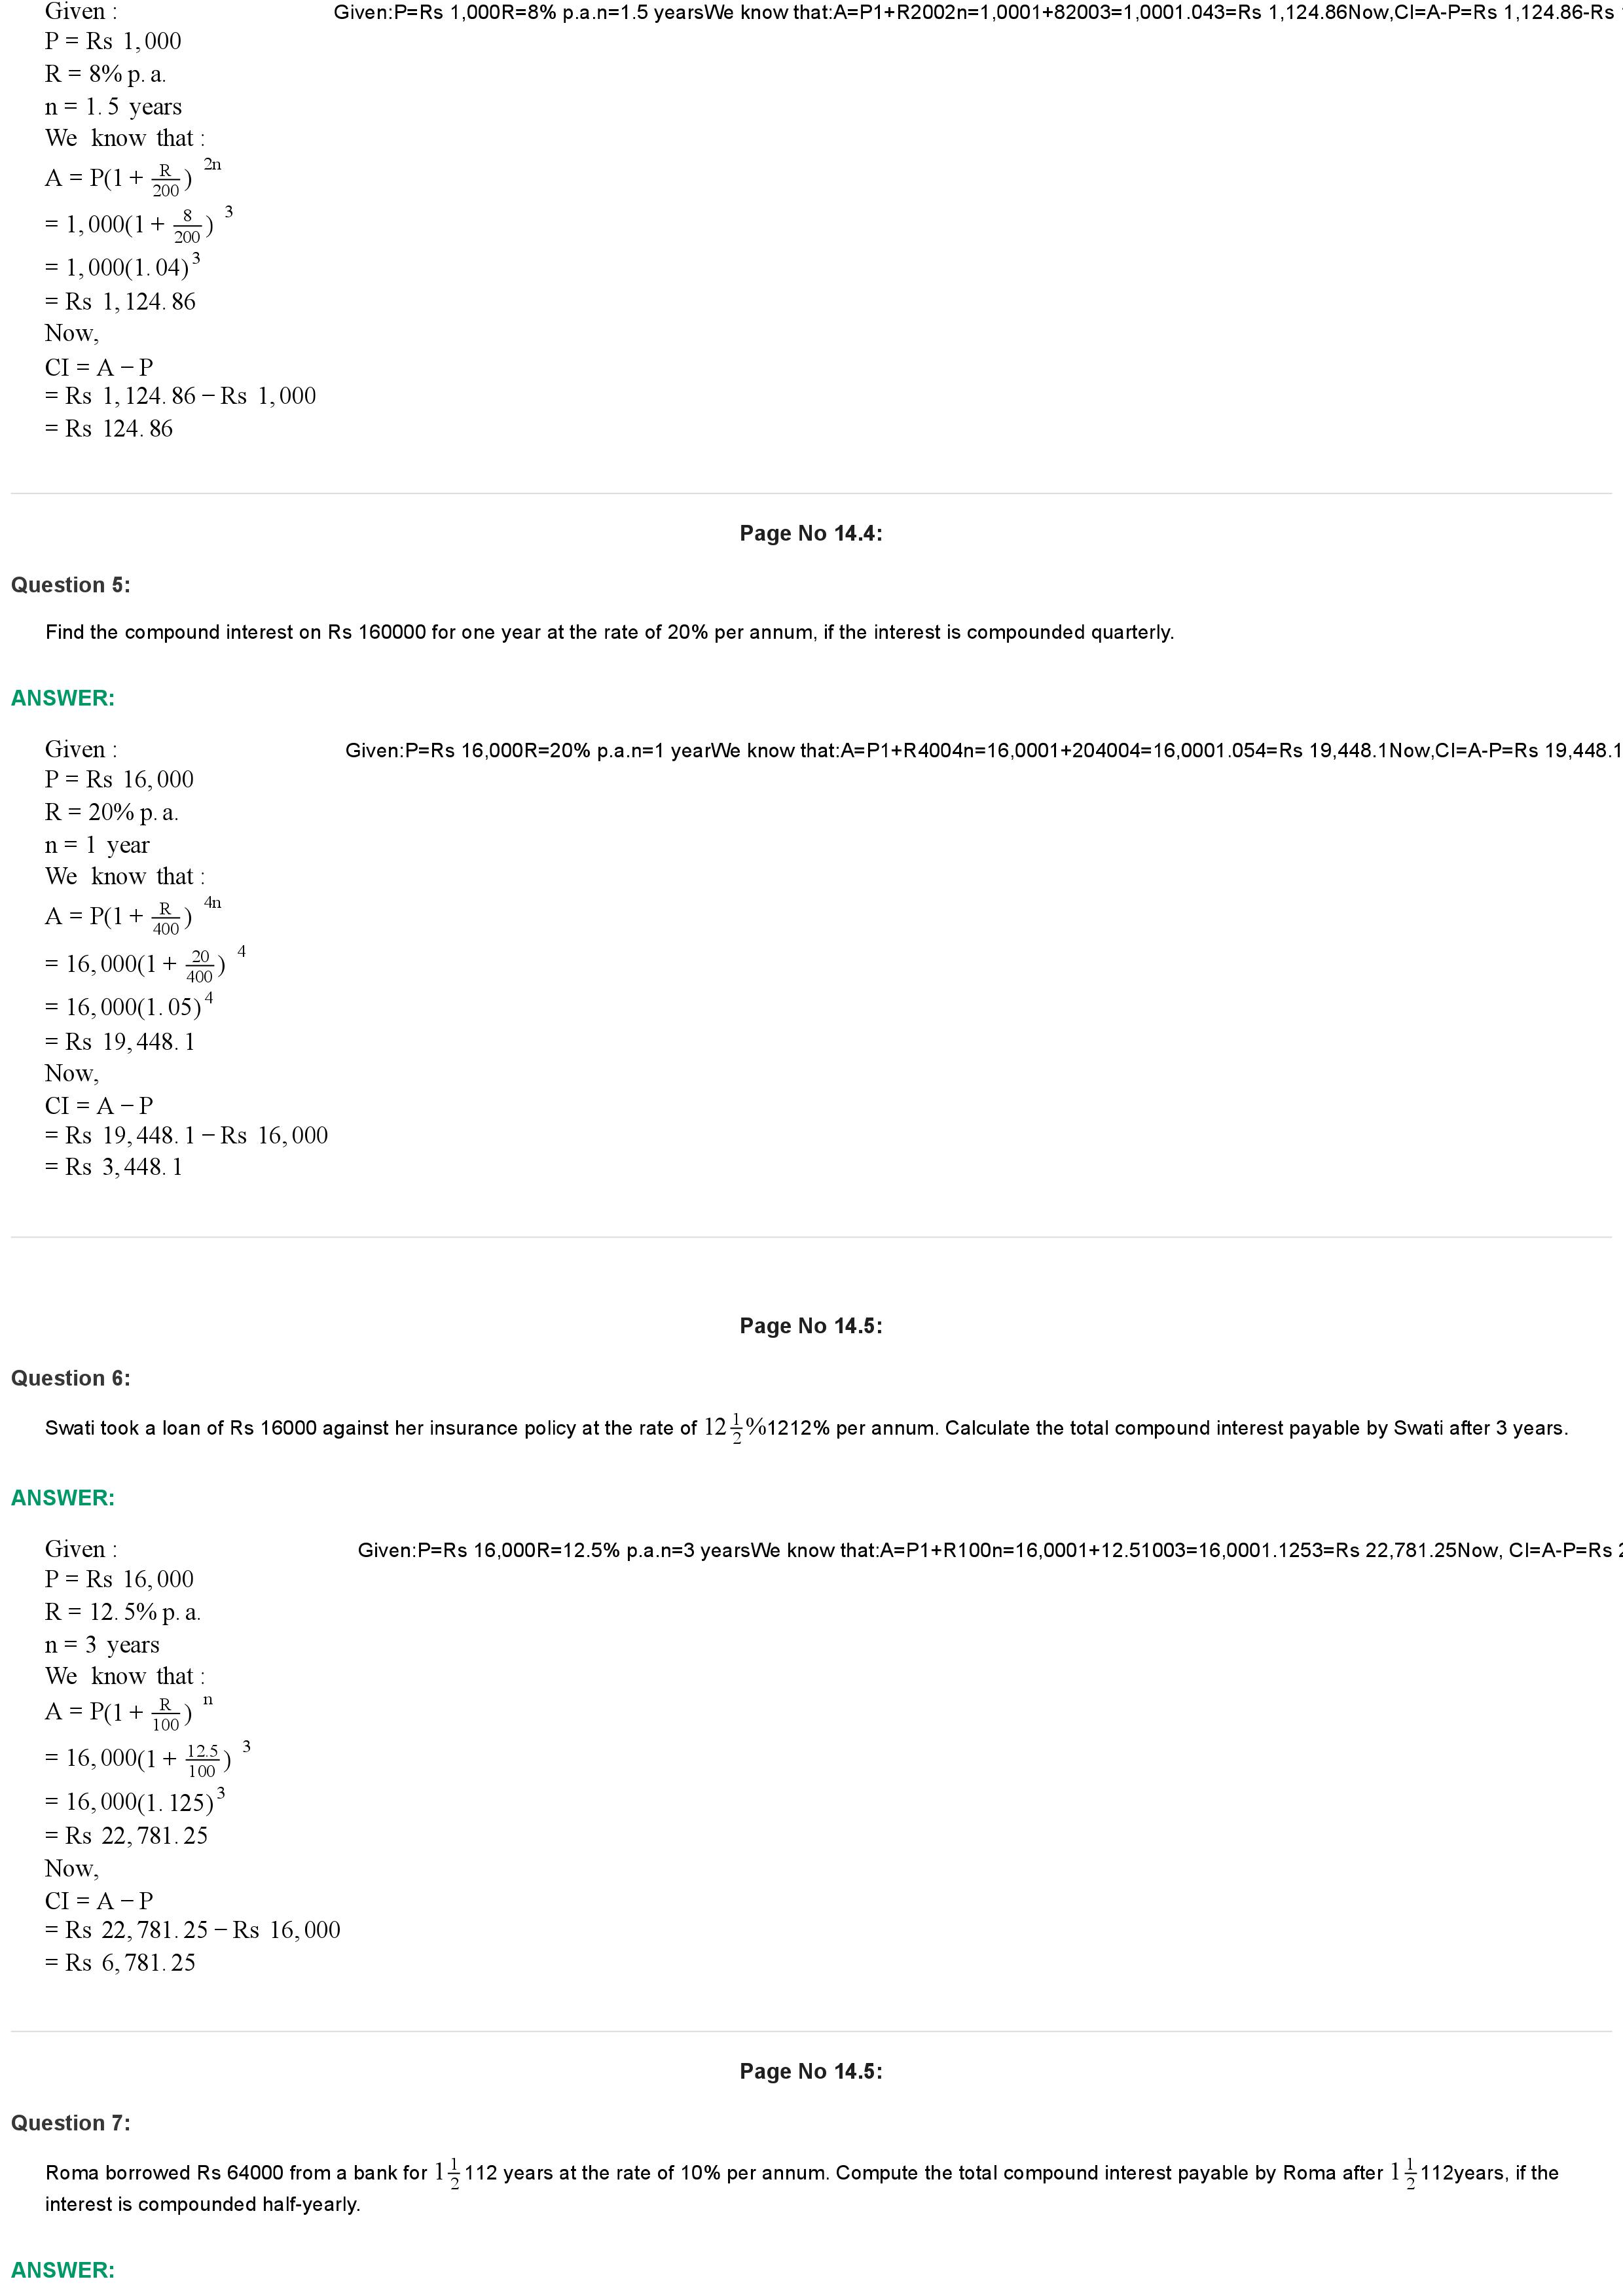 Given : Given:P=Rs 1,000R=8% p.a.n=1.5 yearsWe know that:A=P1+R2002n=1,0001+82003=1,0001.043=Rs 1,124.86Now,CI=A-P=Rs 1,124.86-Rs
P = Rs 1,000
R = 8% p. a.
n = 1. 5 years
We know that :
A = P(1 + R/200)^2n
= 1, 000(1 + 8/200)^3
= 1, 000(1. 04)^3
= Rs 1, 124. 86
Now,
CI = A − P
= Rs 1, 124. 86 − Rs 1, 000
= Rs 124. 86
Page No 14.4:
Question 5:
Find the compound interest on Rs 160000 for one year at the rate of 20% per annum, if the interest is compounded quarterly.
ANSWER:
Given : Given:P=Rs 16,000R=20% p.a.n=1 yearWe know that:A=P1+R4004n=16,0001+204004=16,0001.054=Rs 19,448.1Now,CI=A-P=Rs 19,448.1
P = Rs 16, 000
R = 20% p. a.
n = 1 year
We know that :
A = P(1 + R/400)^4n
= 16, 000(1 + 20/400)^4
= 16, 000(1. 05)^4
= Rs 19, 448. 1
Now,
CI = A − P
= Rs 19, 448. 1 − Rs 16, 000
= Rs 3, 448. 1
Page No 14.5:
Question 6:
Swati took a loan of Rs 16000 against her insurance policy at the rate of 12 1/2 %1212% per annum. Calculate the total compound interest payable by Swati after 3 years.
ANSWER:
Given : Given:P=Rs 16,000R=12.5% p.a.n=3 yearsWe know that:A=P1+R100n=16,0001+12.51003=16,0001.1253=Rs 22,781.25Now, CI=A-P=Rs 2
P = Rs 16, 000
R = 12. 5% p. a.
n = 3 years
We know that :
A = P(1 + R/100)^n
= 16, 000(1 + 12.5/100)^3
= 16, 000(1. 125)^3
= Rs 22, 781. 25
Now,
CI = A − P
= Rs 22, 781. 25 − Rs 16, 000
= Rs 6, 781. 25
Page No 14.5:
Question 7:
Roma borrowed Rs 64000 from a bank for 1 1/2 112 years at the rate of 10% per annum. Compute the total compound interest payable by Roma after 1 1/2 112years, if the
interest is compounded half-yearly.
ANSWER: